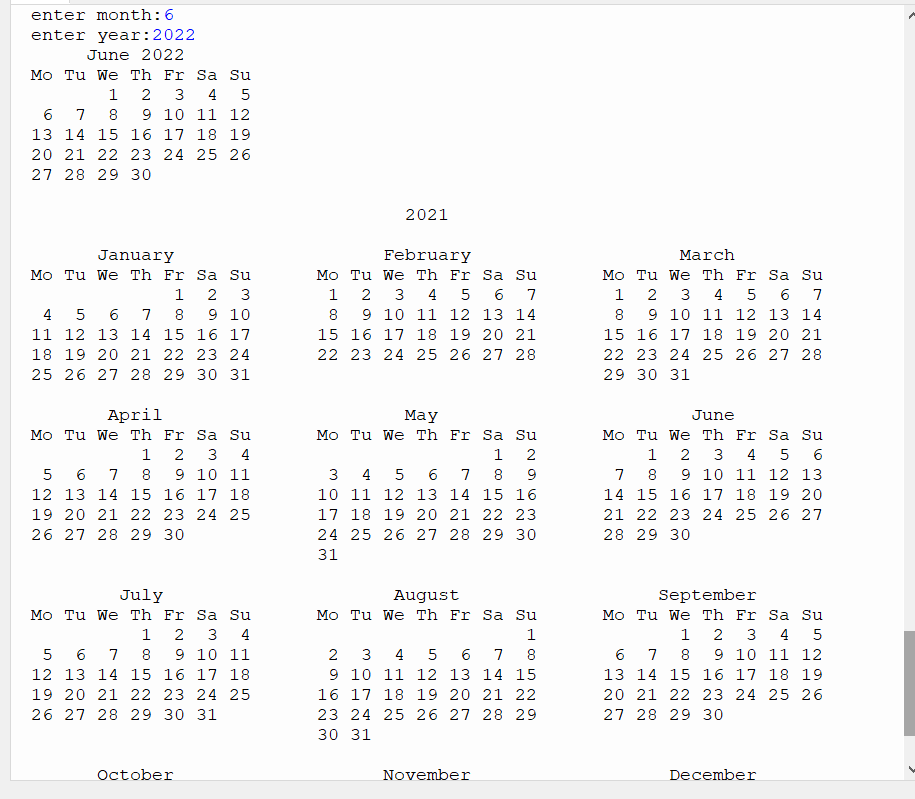 enter month:6
enter year:2022
     June 2022
Mo Tu We Th Fr Sa Su
       1  2  3  4  5
 6  7  8  9 10 11 12
13 14 15 16 17 18 19
20 21 22 23 24 25 26
27 28 29 30
                                  2021
      January                   February                   March
Mo Tu We Th Fr Sa Su      Mo Tu We Th Fr Sa Su      Mo Tu We Th Fr Sa Su
             1  2  3       1  2  3  4  5  6  7       1  2  3  4  5  6  7
 4  5  6  7  8  9 10       8  9 10 11 12 13 14       8  9 10 11 12 13 14
11 12 13 14 15 16 17      15 16 17 18 19 20 21      15 16 17 18 19 20 21
18 19 20 21 22 23 24      22 23 24 25 26 27 28      22 23 24 25 26 27 28
25 26 27 28 29 30 31                                29 30 31
       April                      May                       June
Mo Tu We Th Fr Sa Su      Mo Tu We Th Fr Sa Su      Mo Tu We Th Fr Sa Su
          1  2  3  4                      1  2          1  2  3  4  5  6
 5  6  7  8  9 10 11       3  4  5  6  7  8  9       7  8  9 10 11 12 13
12 13 14 15 16 17 18      10 11 12 13 14 15 16      14 15 16 17 18 19 20
19 20 21 22 23 24 25      17 18 19 20 21 22 23      21 22 23 24 25 26 27
26 27 28 29 30            24 25 26 27 28 29 30      28 29 30
                          31
        July                     August                  September
Mo Tu We Th Fr Sa Su      Mo Tu We Th Fr Sa Su      Mo Tu We Th Fr Sa Su
          1  2  3  4                         1             1  2  3  4  5
 5  6  7  8  9 10 11       2  3  4  5  6  7  8       6  7  8  9 10 11 12
12 13 14 15 16 17 18       9 10 11 12 13 14 15      13 14 15 16 17 18 19
19 20 21 22 23 24 25      16 17 18 19 20 21 22      20 21 22 23 24 25 26
26 27 28 29 30 31         23 24 25 26 27 28 29      27 28 29 30
                          30 31
      October                   November                  December